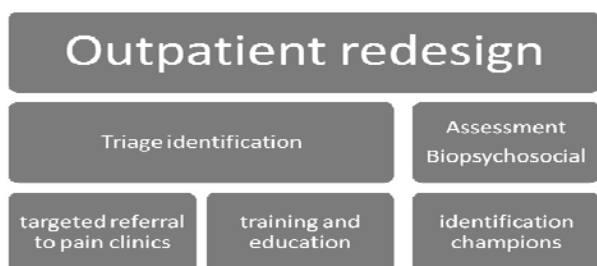 Outpatient redesign
Triage identification
Assessment
Biopsychosocial
targeted referral
to pain clinics
training and
education
identification
champions